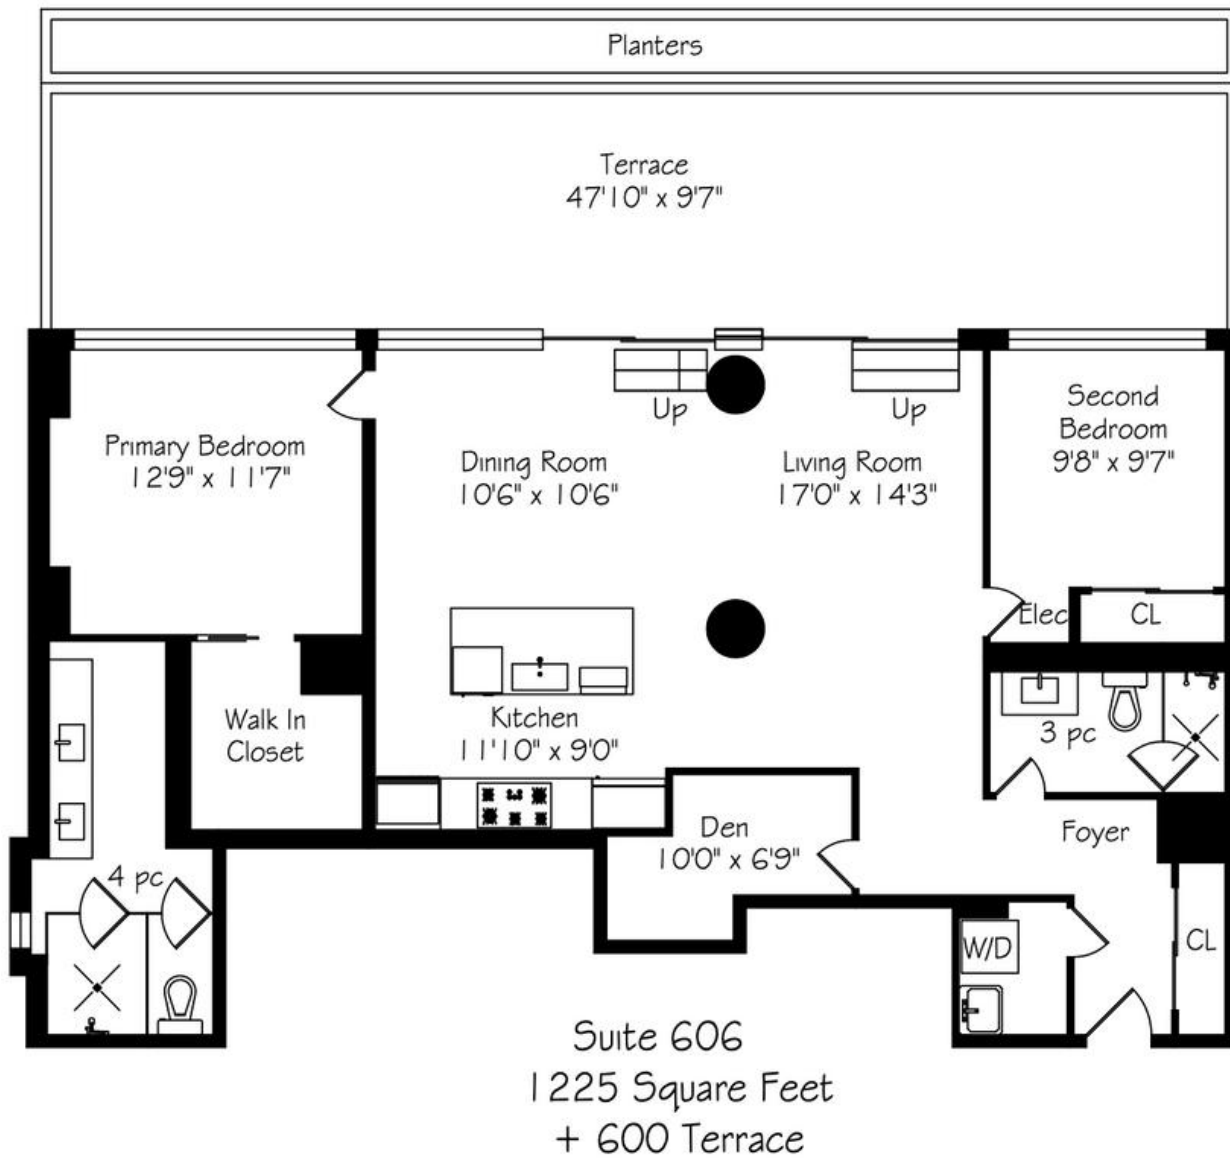 Planters
Terrace
47'10" x 9'7"
Up
Up
Second
Bedroom
9'8" x 9'7"
Primary Bedroom
12'9" x 11'7"
Dining Room
10'6" x 10'6"
Living Room
17'0" x 14'3"
Elec
CL
Walk In
Closet
Kitchen
11'10" x 9'0"
3 pc
Den
10'0" x 6'9"
Foyer
4 pc
W/D
CL
Suite 606
1225 Square Feet
+ 600 Terrace